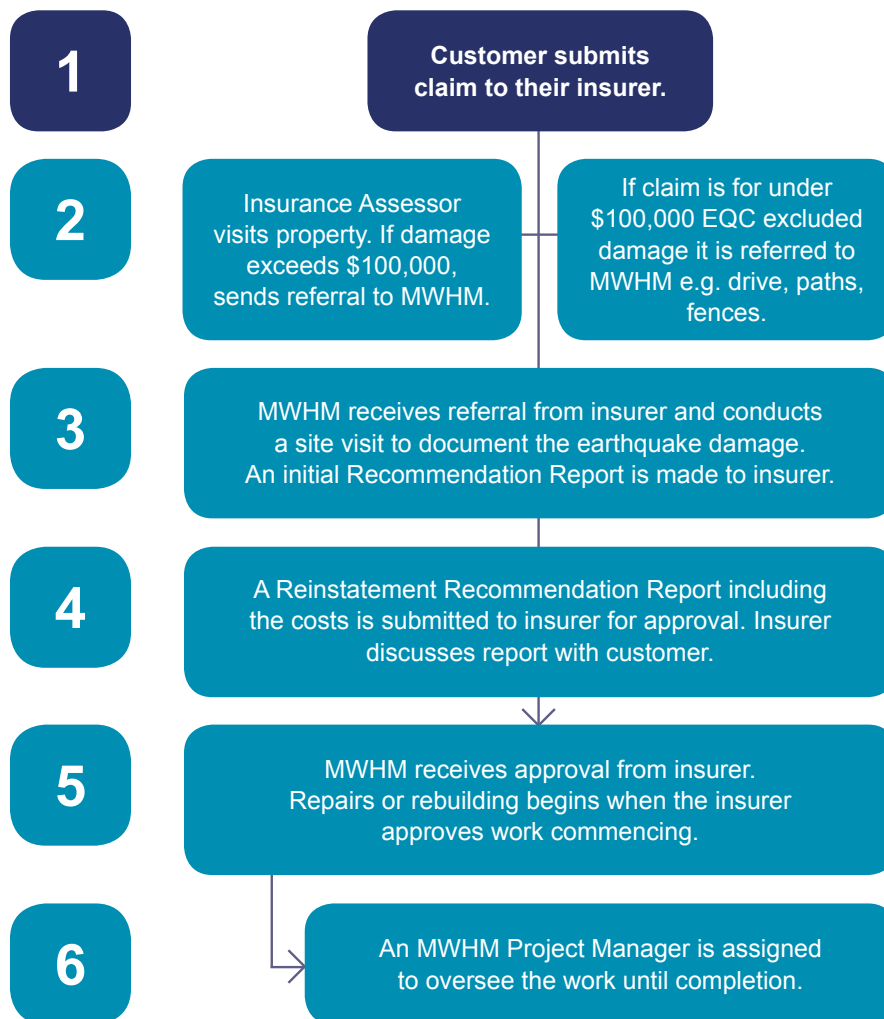 1
Customer submits
claim to their insurer.
2
Insurance Assessor
visits property. If damage
exceeds $100,000,
sends referral to MWHM.
If claim is for under
$100,000 EQC excluded
damage it is referred to
MWHM e.g. drive, paths,
fences.
3
MWHM receives referral from insurer and conducts
a site visit to document the earthquake damage.
An initial Recommendation Report is made to insurer.
4
A Reinstatement Recommendation Report including
the costs is submitted to insurer for approval. Insurer
discusses report with customer.
5
MWHM receives approval from insurer.
Repairs or rebuilding begins when the insurer
approves work commencing.
6
An MWHM Project Manager is assigned
to oversee the work until completion.